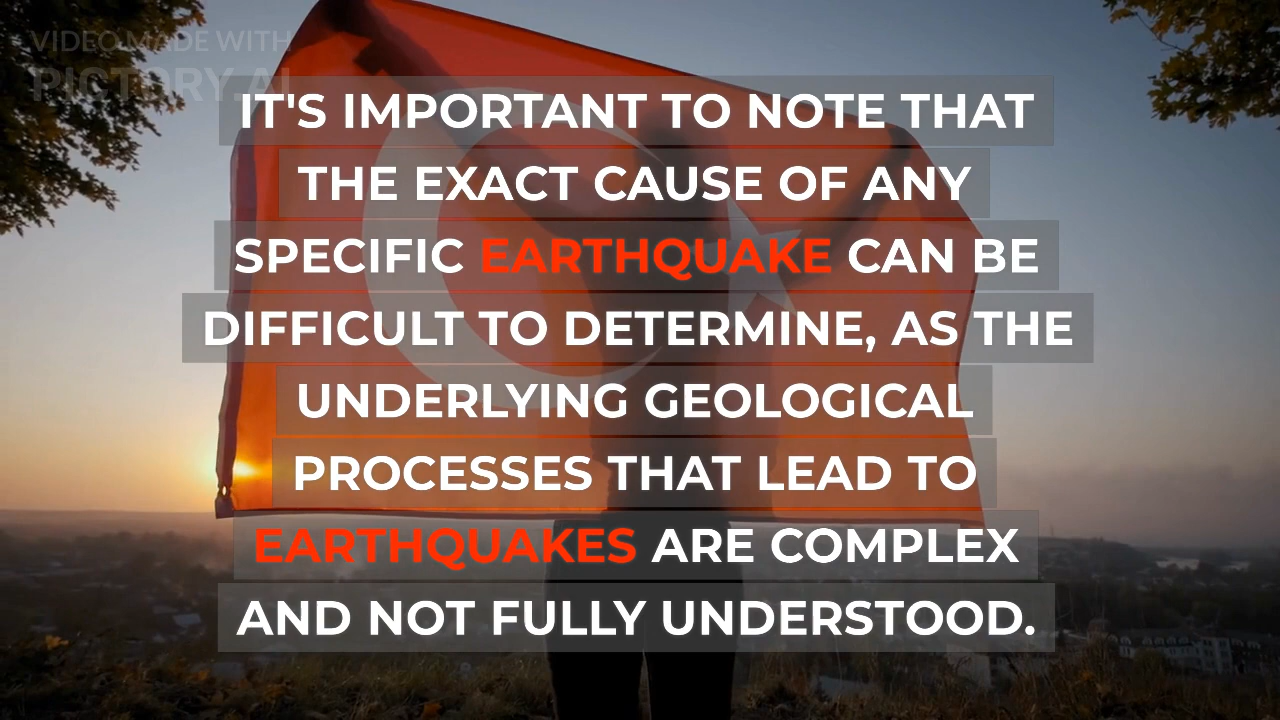 VIDEO MADE WITH
PICTORY.AI
IT'S IMPORTANT TO NOTE THAT
THE EXACT CAUSE OF ANY
SPECIFIC EARTHQUAKE CAN BE
DIFFICULT TO DETERMINE, AS THE
UNDERLYING GEOLOGICAL
PROCESSES THAT LEAD TO
EARTHQUAKES ARE COMPLEX
AND NOT FULLY UNDERSTOOD.